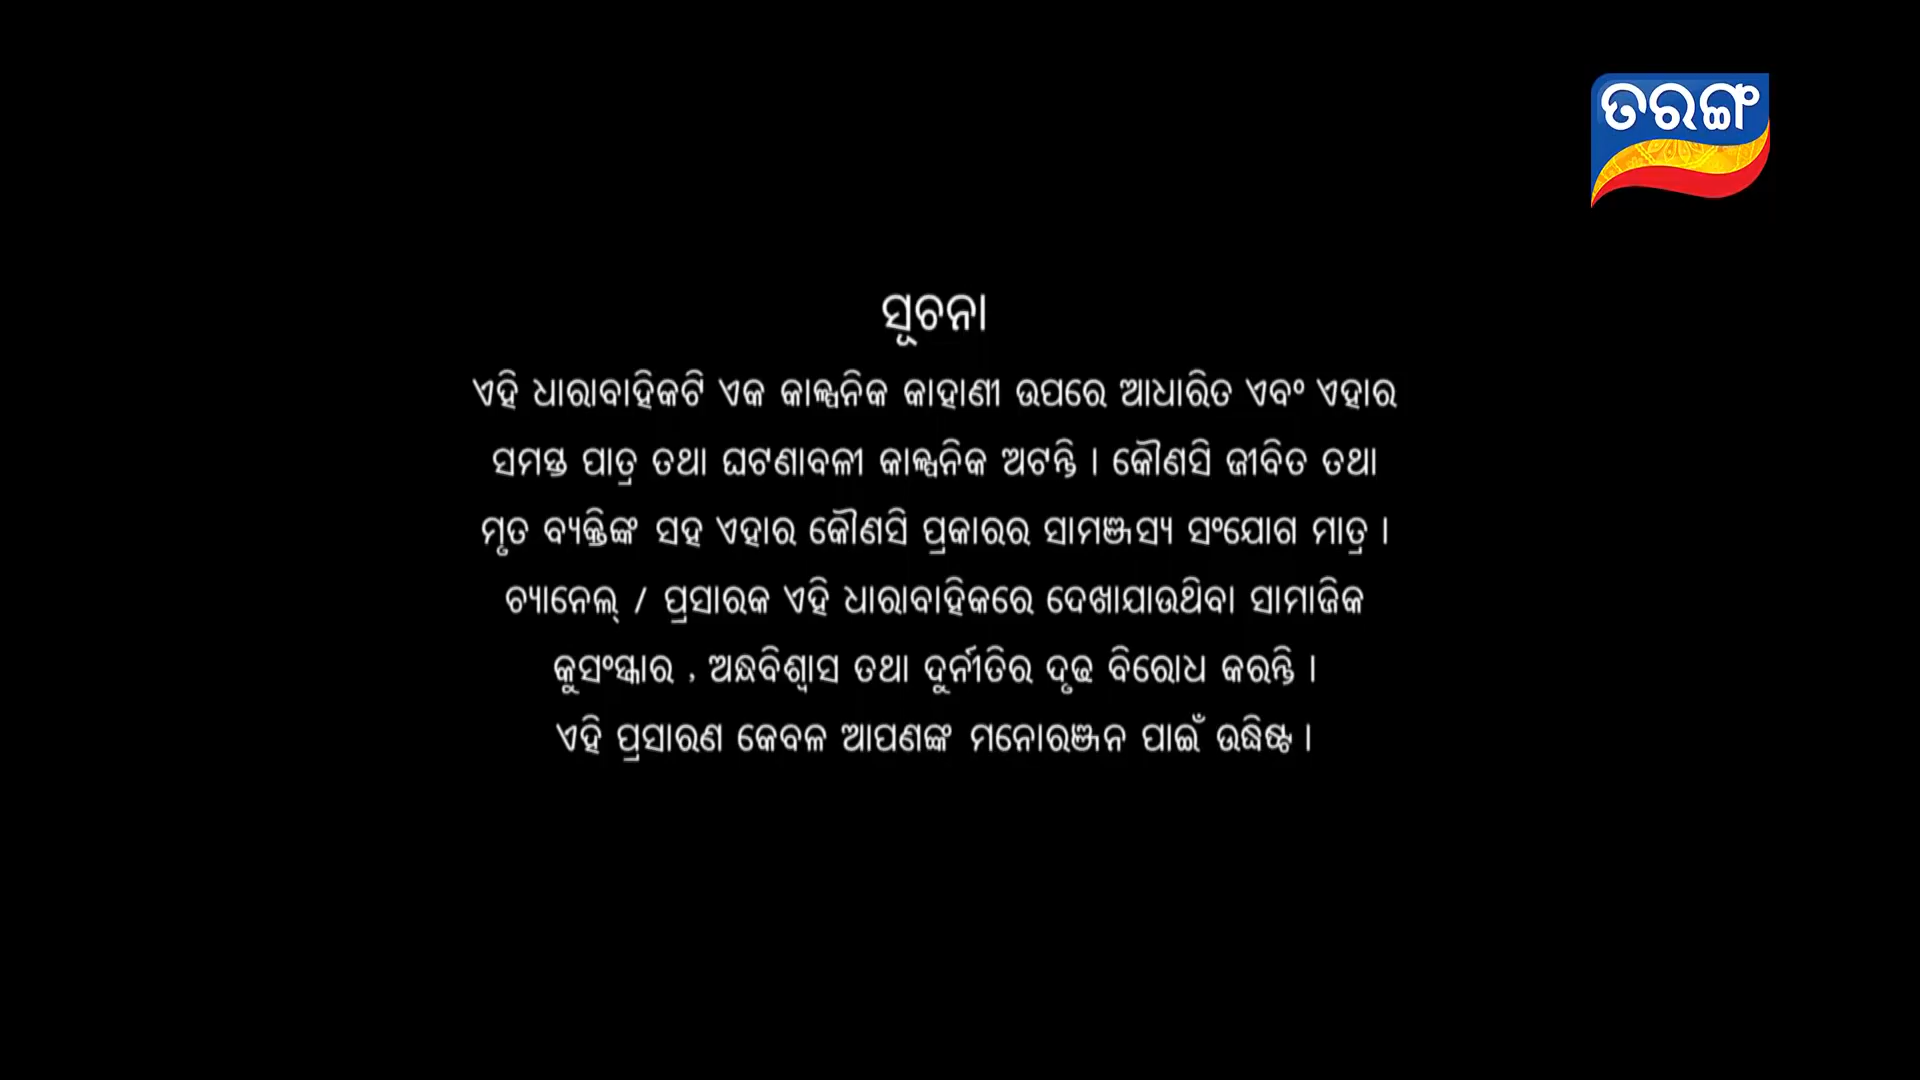 ତରଙ୍ଗ
ସୂଚନା
ଏହି ଧାରାବାହିକଟି ଏକ କାଳ୍ପନିକ କାହାଣୀ ଉପରେ ଆଧାରିତ ଏବଂ ଏହାର
ସମସ୍ତ ପାତ୍ର ତଥା ଘଟଣାବଳୀ କାଳ୍ପନିକ ଅଟନ୍ତି । କୌଣସି ଜୀବିତ ତଥା
ମୃତ ବ୍ୟକ୍ତିଙ୍କ ସହ ଏହାର କୌଣସି ପ୍ରକାରର ସାମଞ୍ଜସ୍ୟ ସଂଯୋଗ ମାତ୍ର ।
ଚ୍ୟାନେଲ୍ / ପ୍ରସାରକ ଏହି ଧାରାବାହିକରେ ଦେଖାଯାଉଥିବା ସାମାଜିକ
କୁସଂସ୍କାର , ଅନ୍ଧବିଶ୍ୱାସ ତଥା ଦୁର୍ନୀତିର ଦୃଢ ବିରୋଧ କରନ୍ତି ।
ଏହି ପ୍ରସାରଣ କେବଳ ଆପଣଙ୍କ ମନୋରଞ୍ଜନ ପାଇଁ ଉଦ୍ଧିଷ୍ଟ ।